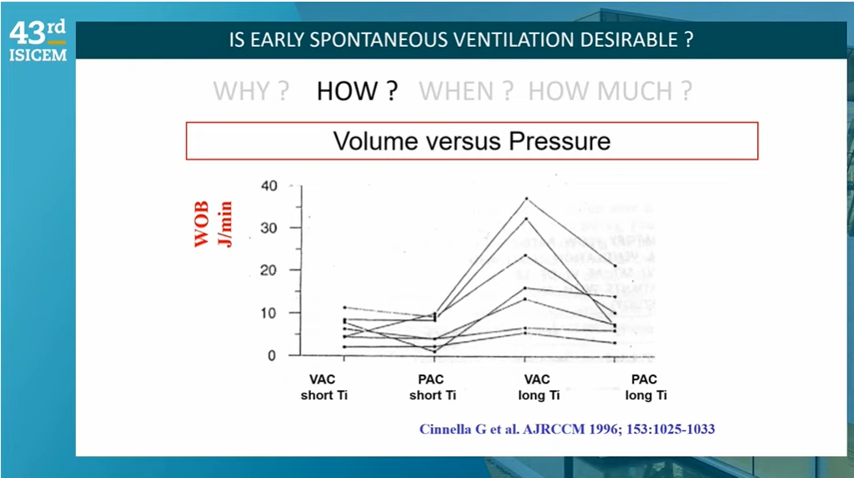 43rd
ISICEM
IS EARLY SPONTANEOUS VENTILATION DESIRABLE ?
WHY ? HOW ? WHEN ? HOW MUCH ?
Volume versus Pressure
WOB
J/min
40
30
20
10
0
VAC PAC VAC PAC
short Ti short Ti long Ti long Ti
Cinnella G et al. AJRCCM 1996; 153:1025-1033